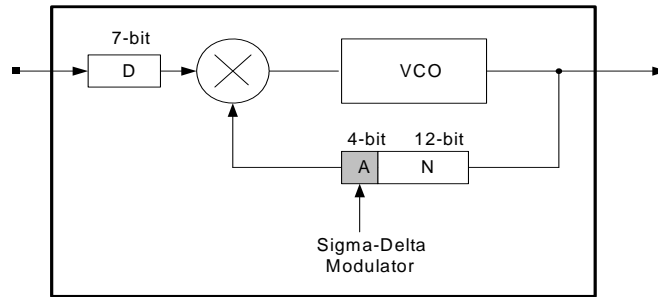 7-bit
D
VCO
4-bit 12-bit
A N
Sigma-Delta
Modulator